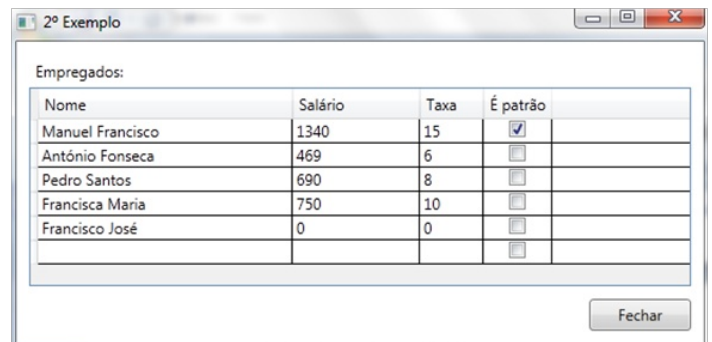 2º Exemplo
Empregados:
Nome Salário Taxa É patrão
Manuel Francisco 1340 15
António Fonseca 469 6
Pedro Santos 690 8
Francisca Maria 750 10
Francisco José 0 0
Fechar